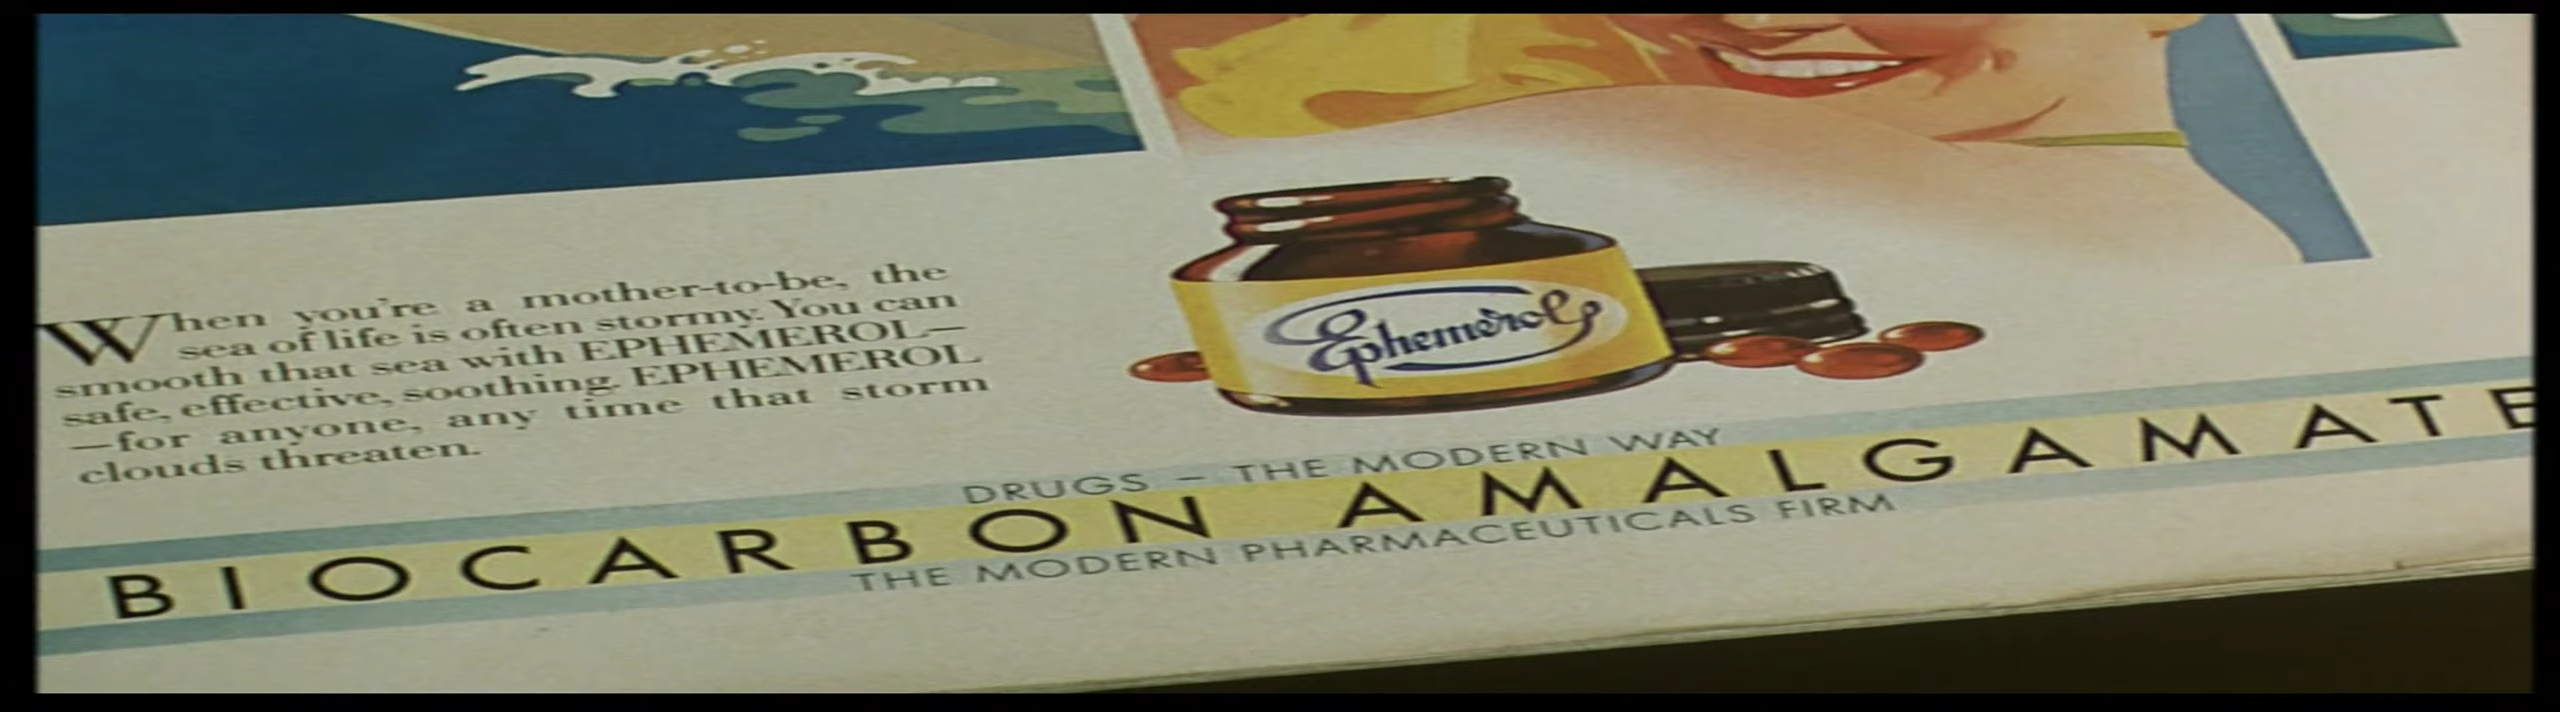 When you're a mother-to-be, the
sea of life is often stormy. You can
smooth that sea with EPHEMEROL—
safe, effective, soothing. EPHEMEROL
—for anyone, any time that storm
clouds threaten.
Ephemerol
DRUGS – THE MODERN WAY
BIOCARBON AMALGAMATE
THE MODERN PHARMACEUTICALS FIRM